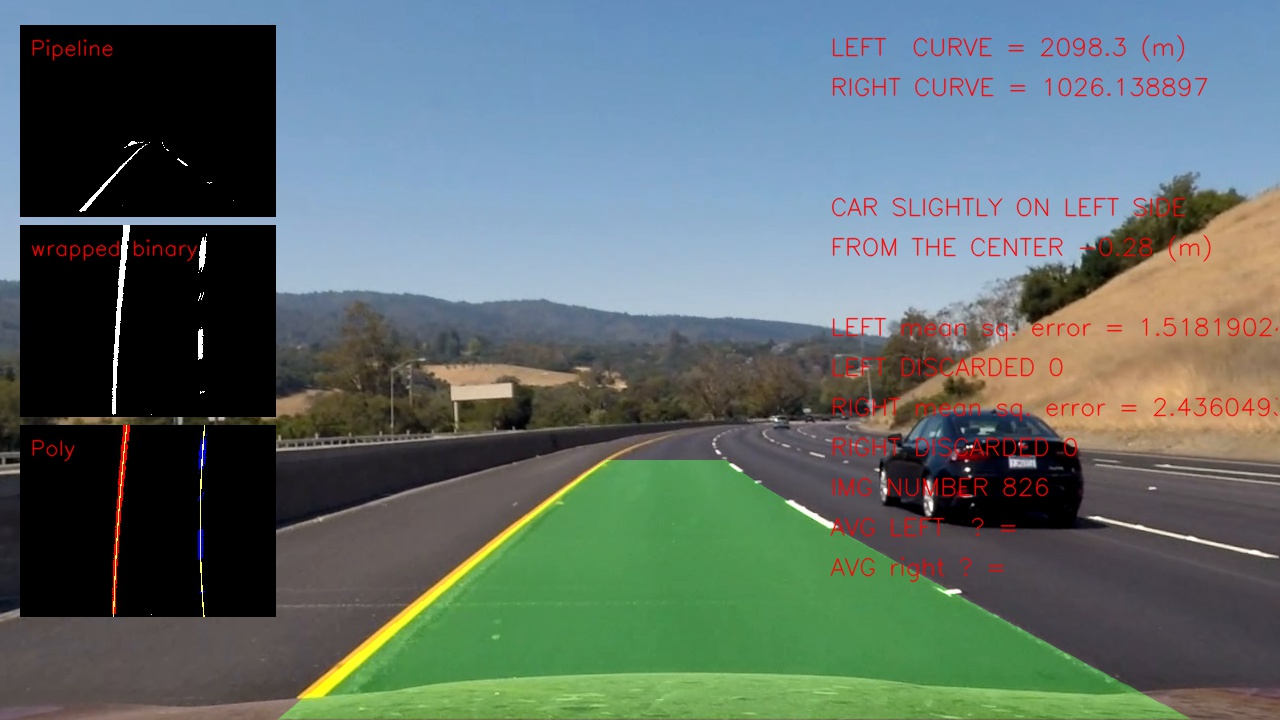 Pipeline
wrapped binary
Poly
LEFT CURVE = 2098.3 (m)
RIGHT CURVE = 1026.138897
CAR SLIGHTLY ON LEFT SIDE
FROM THE CENTER -0.28 (m)
LEFT mean sq. error = 1.5181902
LEFT DISCARDED 0
RIGHT mean sq. error = 2.436049
RIGHT DISCARDED 0
IMG NUMBER 826
AVG LEFT ? =
AVG right ? =